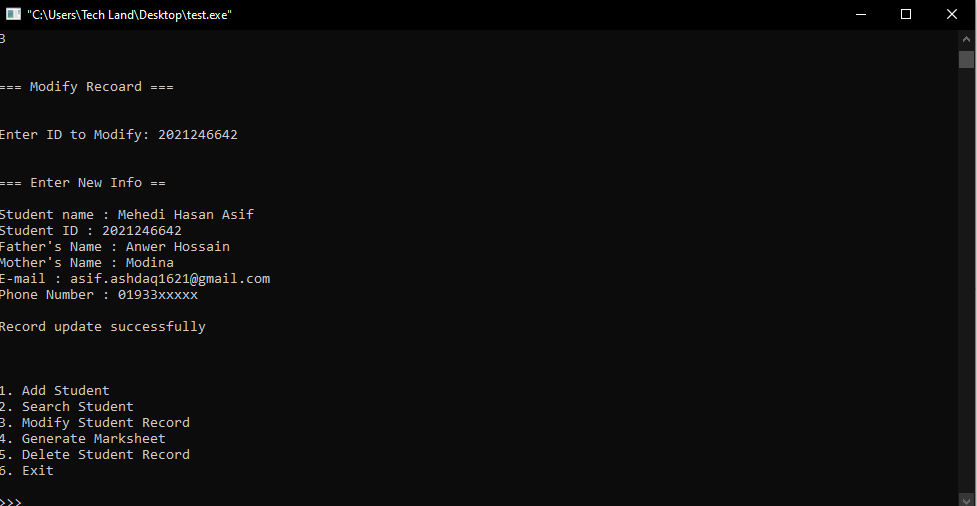 "C:\Users\Tech Land\Desktop\test.exe"
3
=== Modify Recoard ===
Enter ID to Modify: 2021246642
=== Enter New Info ==
Student name : Mehedi Hasan Asif
Student ID : 2021246642
Father's Name : Anwer Hossain
Mother's Name : Modina
E-mail : asif.ashdaq1621@gmail.com
Phone Number : 01933xxxxx
Record update successfully
1. Add Student
2. Search Student
3. Modify Student Record
4. Generate Marksheet
5. Delete Student Record
6. Exit
>>>